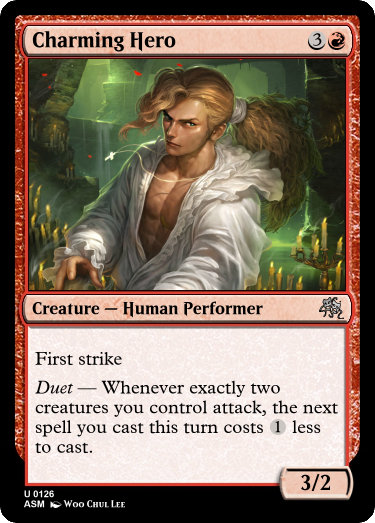 Charming Hero 3
Creature — Human Performer
First strike
Duet — Whenever exactly two
creatures you control attack, the next
spell you cast this turn costs 1 less
to cast.
3/2
U 0126
ASM Woo Chul Lee